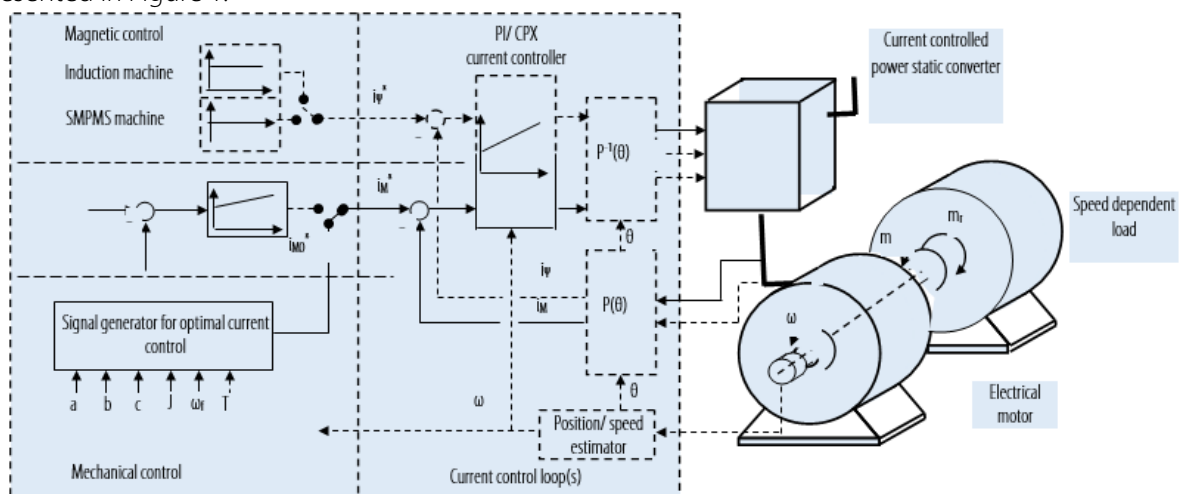 Magnetic control
Induction machine
SMPMS machine
PI/ CPX
current controller
Current controlled
power static converter
iψ*
P⁻¹(θ)
iM*
iM0*
θ
iψ
iM
P(θ)
mr
m
Speed dependent
load
Signal generator for optimal current
control
a b c J ωf T
ω
θ
ω
Position/ speed
estimator
Electrical
motor
Mechanical control
Current control loop(s)